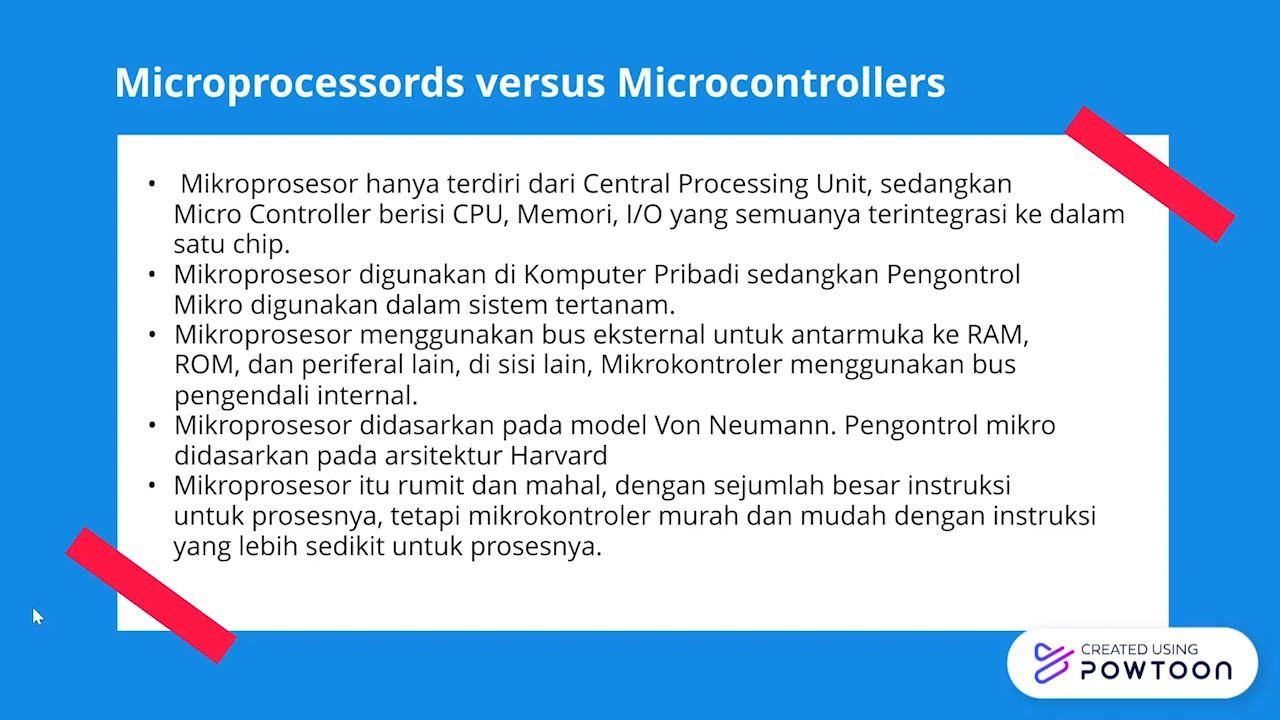 Microprocessords versus Microcontrollers
• Mikroprosesor hanya terdiri dari Central Processing Unit, sedangkan
Micro Controller berisi CPU, Memori, I/O yang semuanya terintegrasi ke dalam
satu chip.
• Mikroprosesor digunakan di Komputer Pribadi sedangkan Pengontrol
Mikro digunakan dalam sistem tertanam.
• Mikroprosesor menggunakan bus eksternal untuk antarmuka ke RAM,
ROM, dan periferal lain, di sisi lain, Mikrokontroler menggunakan bus
pengendali internal.
• Mikroprosesor didasarkan pada model Von Neumann. Pengontrol mikro
didasarkan pada arsitektur Harvard
• Mikroprosesor itu rumit dan mahal, dengan sejumlah besar instruksi
untuk prosesnya, tetapi mikrokontroler murah dan mudah dengan instruksi
yang lebih sedikit untuk prosesnya.
CREATED USING
POWTOON